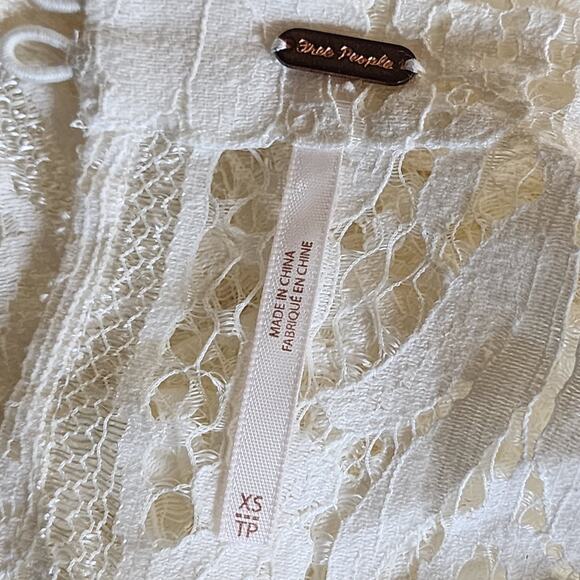 Free People
MADE IN CHINA
FABRIQUÉ EN CHINE
XS
TP